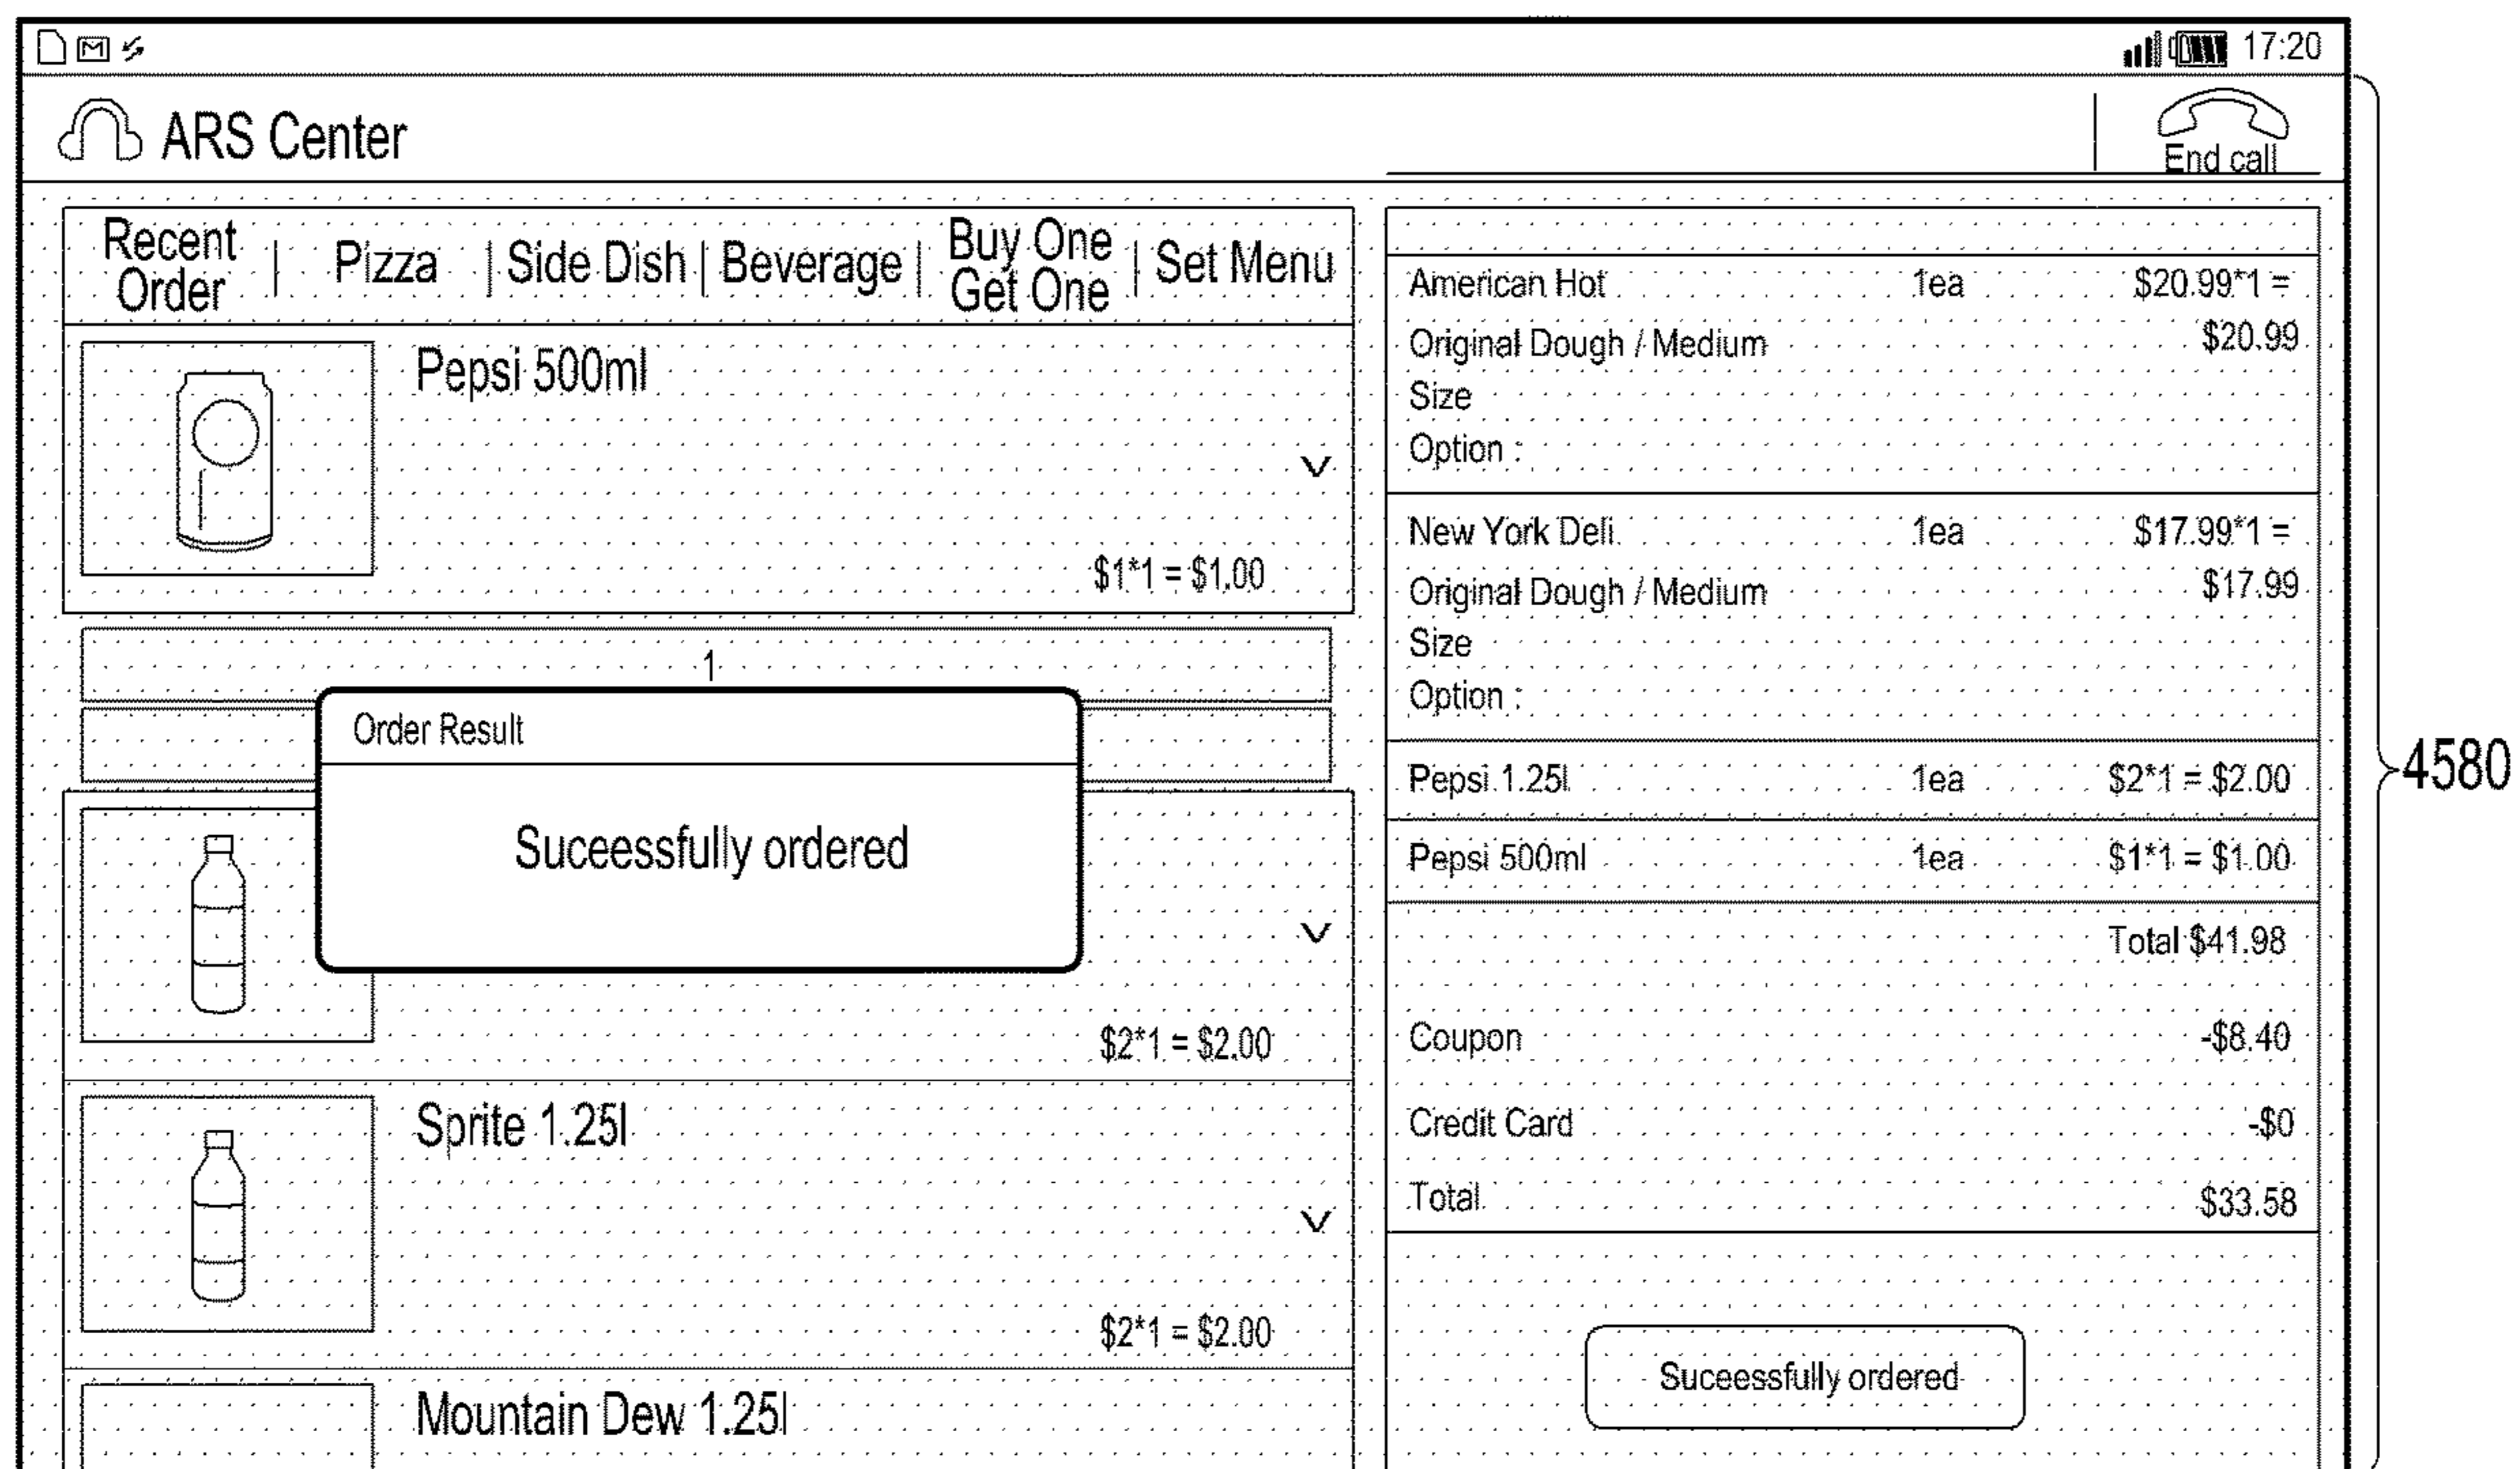 17:20
ARS Center
End call
Recent
Order
Pizza
Side Dish
Beverage
Buy One
Get One
Set Menu
Pepsi 500ml
v
$1*1 = $1.00
1
Order Result
Suceessfully ordered
v
$2*1 = $2.00
Sprite 1.25l
v
$2*1 = $2.00
Mountain Dew 1.25l
American Hot 1ea $20.99*1 =
Original Dough / Medium $20.99
Size
Option :
New York Deli 1ea $17.99*1 =
Original Dough / Medium $17.99
Size
Option :
Pepsi 1.25l 1ea $2*1 = $2.00
Pepsi 500ml 1ea $1*1 = $1.00
Total $41.98
Coupon -$8.40
Credit Card -$0
Total $33.58
Suceessfully ordered
4580